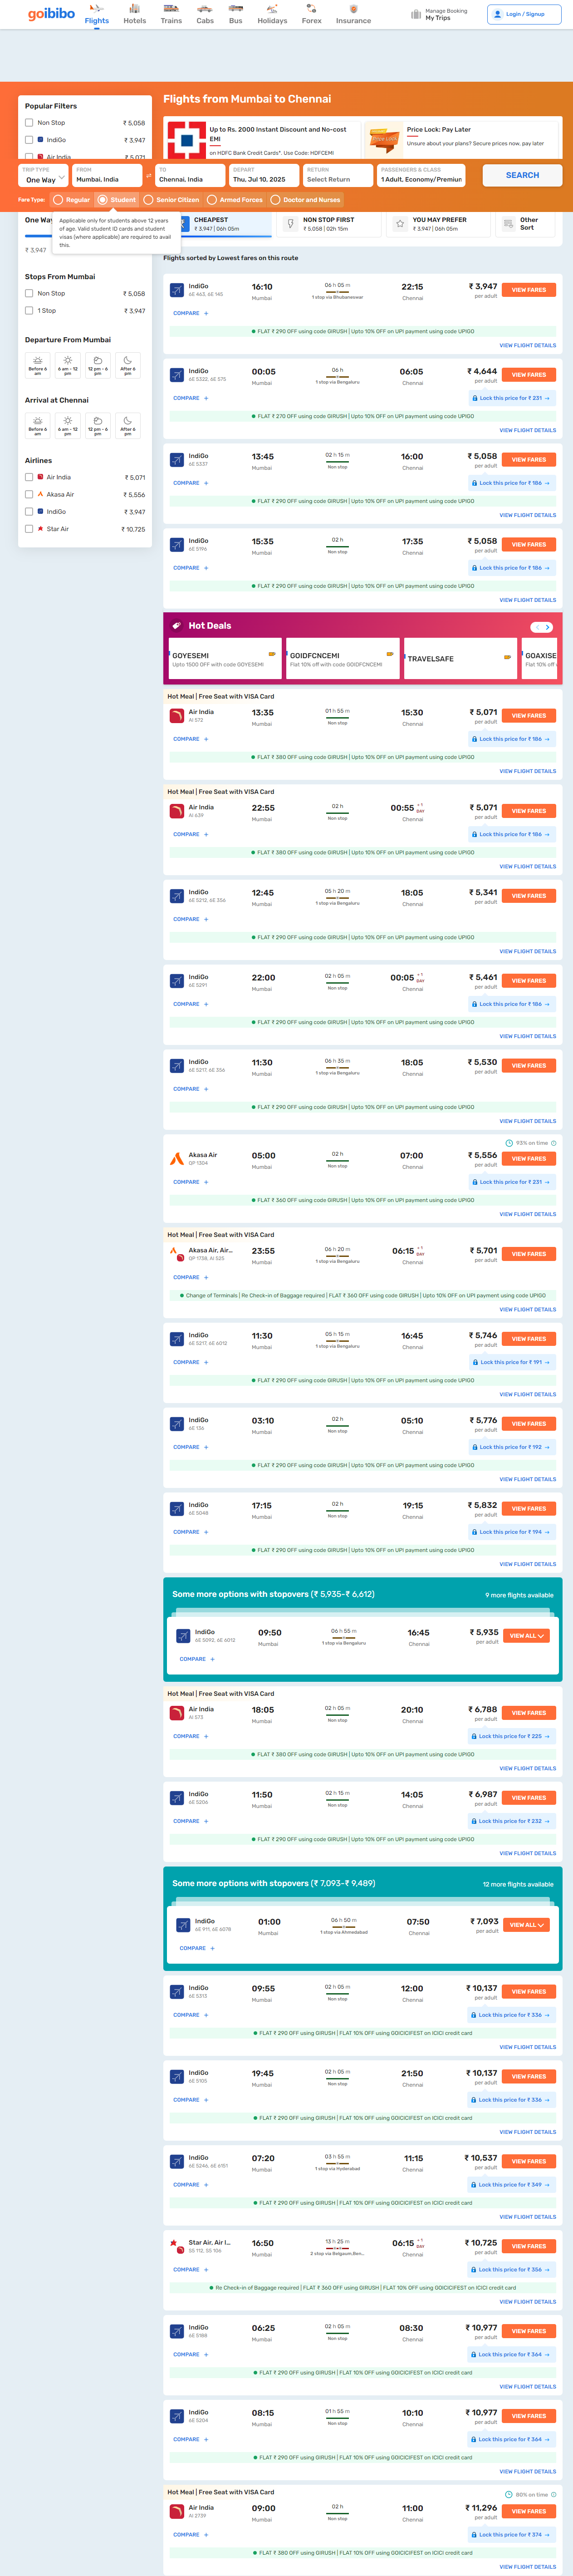 goibibo
Flights
Hotels
Trains
Cabs
Bus
Holidays
Forex
Insurance
Manage Booking
My Trips
Login / Signup
Popular Filters
Non Stop ₹ 5,058
IndiGo ₹ 3,947
Air India ₹ 5,071
Flights from Mumbai to Chennai
Up to Rs. 2000 Instant Discount and No-cost EMI
on HDFC Bank Credit Cards*. Use Code: HDFCEMI
Price Lock: Pay Later
Unsure about your plans? Secure prices now, pay later
TRIP TYPE
One Way
FROM
Mumbai, India
TO
Chennai, India
DEPART
Thu, Jul 10, 2025
RETURN
Select Return
PASSENGERS & CLASS
1 Adult, Economy/Premium
SEARCH
Fare Type: Regular Student Senior Citizen Armed Forces Doctor and Nurses
Applicable only for students above 12 years
of age. Valid student ID cards and student
visas (where applicable) are required to avail
this.
One Way
₹ 3,947
CHEAPEST
₹ 3,947 | 06h 05m
NON STOP FIRST
₹ 5,058 | 02h 15m
YOU MAY PREFER
₹ 3,947 | 06h 05m
Other Sort
Stops From Mumbai
Non Stop ₹ 5,058
1 Stop ₹ 3,947
Departure From Mumbai
Before 6 am
6 am - 12 pm
12 pm - 6 pm
After 6 pm
Arrival at Chennai
Before 6 am
6 am - 12 pm
12 pm - 6 pm
After 6 pm
Airlines
Air India ₹ 5,071
Akasa Air ₹ 5,556
IndiGo ₹ 3,947
Star Air ₹ 10,725
Flights sorted by Lowest fares on this route
IndiGo 16:10 06 h 05 m 22:15 ₹ 3,947 VIEW FARES
6E 463, 6E 145 Mumbai 1 stop via Bhubaneswar Chennai per adult
COMPARE +
FLAT ₹ 290 OFF using code GIRUSH | Upto 10% OFF on UPI payment using code UPIGO
VIEW FLIGHT DETAILS
IndiGo 00:05 06 h 06:05 ₹ 4,644 VIEW FARES
6E 5322, 6E 575 Mumbai 1 stop via Bengaluru Chennai per adult
COMPARE + Lock this price for ₹ 231 →
FLAT ₹ 270 OFF using code GIRUSH | Upto 10% OFF on UPI payment using code UPIGO
VIEW FLIGHT DETAILS
IndiGo 13:45 02 h 15 m 16:00 ₹ 5,058 VIEW FARES
6E 5337 Mumbai Non stop Chennai per adult
COMPARE + Lock this price for ₹ 186 →
FLAT ₹ 290 OFF using code GIRUSH | Upto 10% OFF on UPI payment using code UPIGO
VIEW FLIGHT DETAILS
IndiGo 15:35 02 h 17:35 ₹ 5,058 VIEW FARES
6E 5196 Mumbai Non stop Chennai per adult
COMPARE + Lock this price for ₹ 186 →
FLAT ₹ 290 OFF using code GIRUSH | Upto 10% OFF on UPI payment using code UPIGO
VIEW FLIGHT DETAILS
Hot Deals
GOYESEMI
Upto 1500 OFF with code GOYESEMI
GOIDFCNCEMI
Flat 10% off with code GOIDFCNCEMI
TRAVELSAFE
GOAXISE
Flat 10% off
Hot Meal | Free Seat with VISA Card
Air India 13:35 01 h 55 m 15:30 ₹ 5,071 VIEW FARES
AI 572 Mumbai Non stop Chennai per adult
COMPARE + Lock this price for ₹ 186 →
FLAT ₹ 380 OFF using code GIRUSH | Upto 10% OFF on UPI payment using code UPIGO
VIEW FLIGHT DETAILS
Hot Meal | Free Seat with VISA Card
Air India 22:55 02 h 00:55 +1 DAY ₹ 5,071 VIEW FARES
AI 639 Mumbai Non stop Chennai per adult
COMPARE + Lock this price for ₹ 186 →
FLAT ₹ 380 OFF using code GIRUSH | Upto 10% OFF on UPI payment using code UPIGO
VIEW FLIGHT DETAILS
IndiGo 12:45 05 h 20 m 18:05 ₹ 5,341 VIEW FARES
6E 5212, 6E 356 Mumbai 1 stop via Bengaluru Chennai per adult
COMPARE +
FLAT ₹ 290 OFF using code GIRUSH | Upto 10% OFF on UPI payment using code UPIGO
VIEW FLIGHT DETAILS
IndiGo 22:00 02 h 05 m 00:05 +1 DAY ₹ 5,461 VIEW FARES
6E 5291 Mumbai Non stop Chennai per adult
COMPARE + Lock this price for ₹ 186 →
FLAT ₹ 290 OFF using code GIRUSH | Upto 10% OFF on UPI payment using code UPIGO
VIEW FLIGHT DETAILS
IndiGo 11:30 06 h 35 m 18:05 ₹ 5,530 VIEW FARES
6E 5217, 6E 356 Mumbai 1 stop via Bengaluru Chennai per adult
COMPARE +
FLAT ₹ 290 OFF using code GIRUSH | Upto 10% OFF on UPI payment using code UPIGO
VIEW FLIGHT DETAILS
93% on time
Akasa Air 05:00 02 h 07:00 ₹ 5,556 VIEW FARES
QP 1304 Mumbai Non stop Chennai per adult
COMPARE + Lock this price for ₹ 231 →
FLAT ₹ 360 OFF using code GIRUSH | Upto 10% OFF on UPI payment using code UPIGO
VIEW FLIGHT DETAILS
Hot Meal | Free Seat with VISA Card
Akasa Air, Air... 23:55 06 h 20 m 06:15 +1 DAY ₹ 5,701 VIEW FARES
QP 1738, AI 525 Mumbai 1 stop via Bengaluru Chennai per adult
COMPARE +
Change of Terminals | Re Check-in of Baggage required | FLAT ₹ 360 OFF using code GIRUSH | Upto 10% OFF on UPI payment using code UPIGO
VIEW FLIGHT DETAILS
IndiGo 11:30 05 h 15 m 16:45 ₹ 5,746 VIEW FARES
6E 5217, 6E 6012 Mumbai 1 stop via Bengaluru Chennai per adult
COMPARE + Lock this price for ₹ 191 →
FLAT ₹ 290 OFF using code GIRUSH | Upto 10% OFF on UPI payment using code UPIGO
VIEW FLIGHT DETAILS
IndiGo 03:10 02 h 05:10 ₹ 5,776 VIEW FARES
6E 136 Mumbai Non stop Chennai per adult
COMPARE + Lock this price for ₹ 192 →
FLAT ₹ 290 OFF using code GIRUSH | Upto 10% OFF on UPI payment using code UPIGO
VIEW FLIGHT DETAILS
IndiGo 17:15 02 h 19:15 ₹ 5,832 VIEW FARES
6E 5048 Mumbai Non stop Chennai per adult
COMPARE + Lock this price for ₹ 194 →
FLAT ₹ 290 OFF using code GIRUSH | Upto 10% OFF on UPI payment using code UPIGO
VIEW FLIGHT DETAILS
Some more options with stopovers (₹ 5,935-₹ 6,612) 9 more flights available
IndiGo 09:50 06 h 55 m 16:45 ₹ 5,935 VIEW ALL
6E 5092, 6E 6012 Mumbai 1 stop via Bengaluru Chennai per adult
COMPARE +
Hot Meal | Free Seat with VISA Card
Air India 18:05 02 h 05 m 20:10 ₹ 6,788 VIEW FARES
AI 573 Mumbai Non stop Chennai per adult
COMPARE + Lock this price for ₹ 225 →
FLAT ₹ 380 OFF using code GIRUSH | Upto 10% OFF on UPI payment using code UPIGO
VIEW FLIGHT DETAILS
IndiGo 11:50 02 h 15 m 14:05 ₹ 6,987 VIEW FARES
6E 5206 Mumbai Non stop Chennai per adult
COMPARE + Lock this price for ₹ 232 →
FLAT ₹ 290 OFF using code GIRUSH | Upto 10% OFF on UPI payment using code UPIGO
VIEW FLIGHT DETAILS
Some more options with stopovers (₹ 7,093-₹ 9,489) 12 more flights available
IndiGo 01:00 06 h 50 m 07:50 ₹ 7,093 VIEW ALL
6E 911, 6E 6078 Mumbai 1 stop via Ahmedabad Chennai per adult
COMPARE +
IndiGo 09:55 02 h 05 m 12:00 ₹ 10,137 VIEW FARES
6E 5313 Mumbai Non stop Chennai per adult
COMPARE + Lock this price for ₹ 336 →
FLAT ₹ 290 OFF using GIRUSH | FLAT 10% OFF using GOICICIFEST on ICICI credit card
VIEW FLIGHT DETAILS
IndiGo 19:45 02 h 05 m 21:50 ₹ 10,137 VIEW FARES
6E 5105 Mumbai Non stop Chennai per adult
COMPARE + Lock this price for ₹ 336 →
FLAT ₹ 290 OFF using GIRUSH | FLAT 10% OFF using GOICICIFEST on ICICI credit card
VIEW FLIGHT DETAILS
IndiGo 07:20 03 h 55 m 11:15 ₹ 10,537 VIEW FARES
6E 5246, 6E 6151 Mumbai 1 stop via Hyderabad Chennai per adult
COMPARE + Lock this price for ₹ 349 →
FLAT ₹ 290 OFF using GIRUSH | FLAT 10% OFF using GOICICIFEST on ICICI credit card
VIEW FLIGHT DETAILS
Star Air, Air I... 16:50 13 h 25 m 06:15 +1 DAY ₹ 10,725 VIEW FARES
S5 112, S5 106 Mumbai 2 stop via Belgaum,Ben... Chennai per adult
COMPARE + Lock this price for ₹ 356 →
Re Check-in of Baggage required | FLAT ₹ 360 OFF using GIRUSH | FLAT 10% OFF using GOICICIFEST on ICICI credit card
VIEW FLIGHT DETAILS
IndiGo 06:25 02 h 05 m 08:30 ₹ 10,977 VIEW FARES
6E 5188 Mumbai Non stop Chennai per adult
COMPARE + Lock this price for ₹ 364 →
FLAT ₹ 290 OFF using GIRUSH | FLAT 10% OFF using GOICICIFEST on ICICI credit card
VIEW FLIGHT DETAILS
IndiGo 08:15 01 h 55 m 10:10 ₹ 10,977 VIEW FARES
6E 5204 Mumbai Non stop Chennai per adult
COMPARE + Lock this price for ₹ 364 →
FLAT ₹ 290 OFF using GIRUSH | FLAT 10% OFF using GOICICIFEST on ICICI credit card
VIEW FLIGHT DETAILS
Hot Meal | Free Seat with VISA Card 80% on time
Air India 09:00 02 h 11:00 ₹ 11,296 VIEW FARES
AI 2739 Mumbai Non stop Chennai per adult
COMPARE + Lock this price for ₹ 374 →
FLAT ₹ 380 OFF using GIRUSH | FLAT 10% OFF using GOICICIFEST on ICICI credit card
VIEW FLIGHT DETAILS